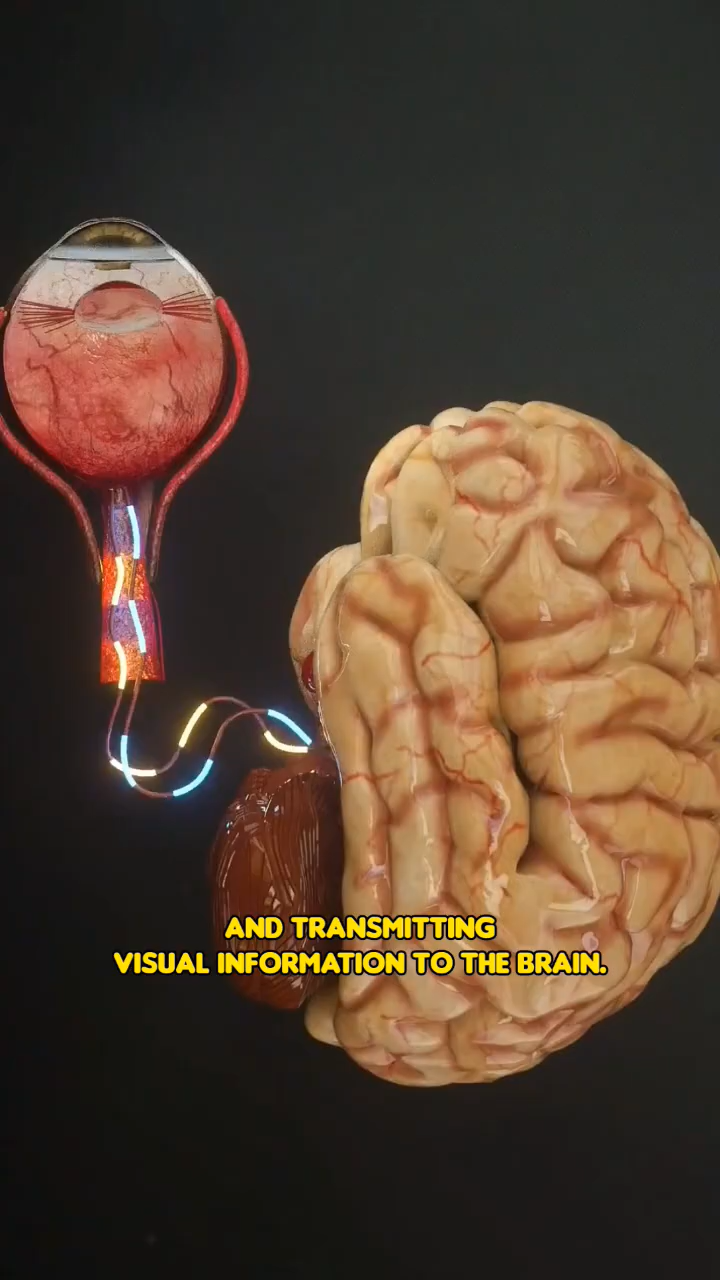 AND TRANSMITTING
VISUAL INFORMATION TO THE BRAIN.